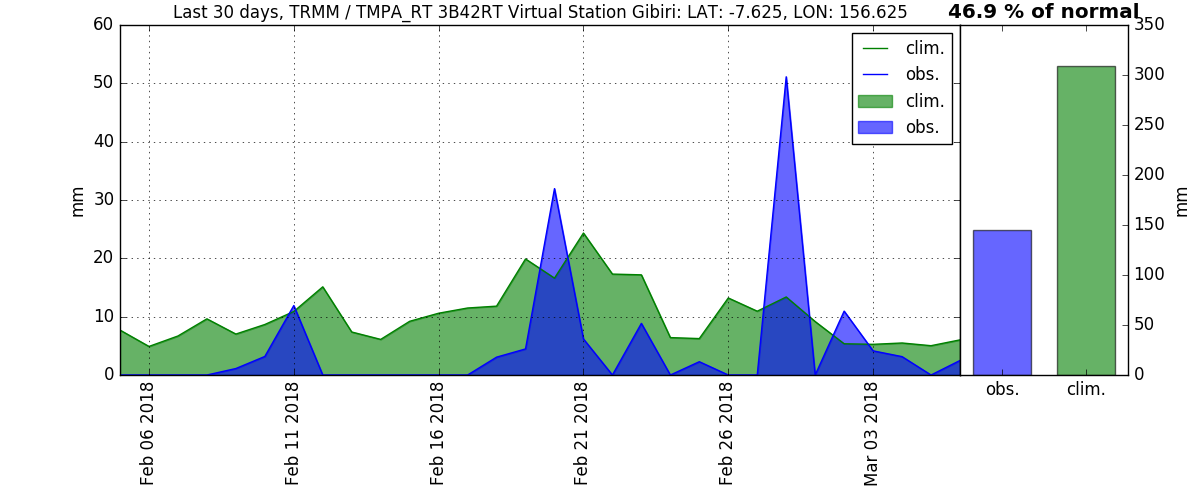 Last 30 days, TRMM / TMPA_RT 3B42RT Virtual Station Gibiri: LAT: -7.625, LON: 156.625
46.9 % of normal
60
50
40
30
20
10
0
mm
clim.
obs.
clim.
obs.
Feb 06 2018
Feb 11 2018
Feb 16 2018
Feb 21 2018
Feb 26 2018
Mar 03 2018
350
300
250
200
150
100
50
0
mm
obs.
clim.